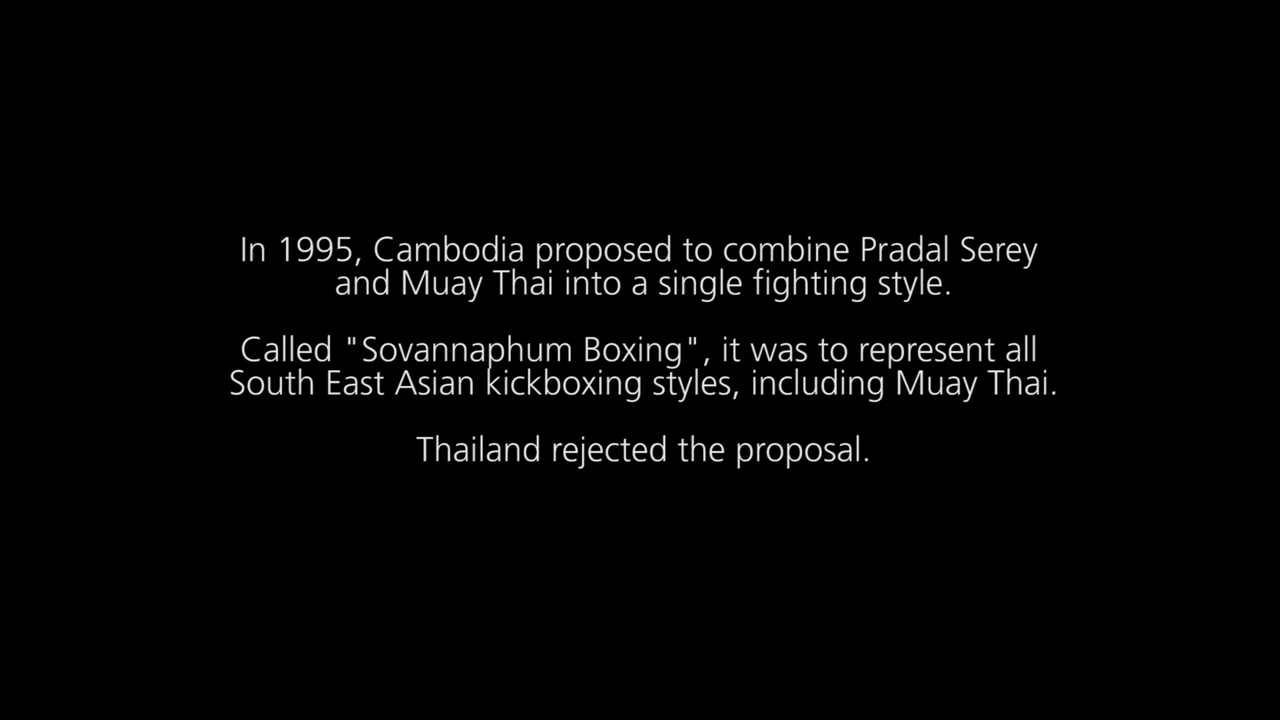 In 1995, Cambodia proposed to combine Pradal Serey
and Muay Thai into a single fighting style.
Called "Sovannaphum Boxing", it was to represent all
South East Asian kickboxing styles, including Muay Thai.
Thailand rejected the proposal.